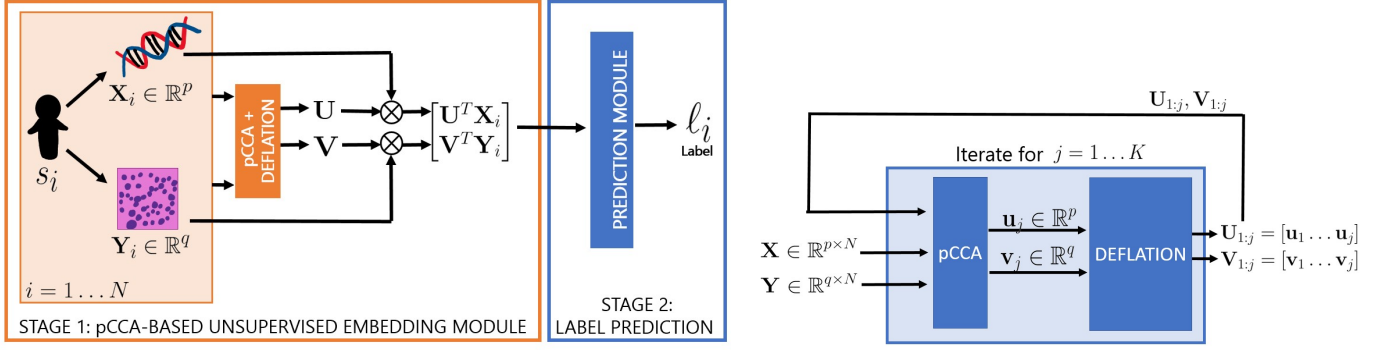 X_i ∈ ℝ^p
s_i
Y_i ∈ ℝ^q
i = 1 … N
pCCA +
DEFLATION
U
V
⊗
⊗
[U^T X_i]
[V^T Y_i]
STAGE 1: pCCA-BASED UNSUPERVISED EMBEDDING MODULE
PREDICTION MODULE
ℓ_i
Label
STAGE 2:
LABEL PREDICTION
U_{1:j}, V_{1:j}
Iterate for j = 1 … K
X ∈ ℝ^{p×N}
Y ∈ ℝ^{q×N}
pCCA
u_j ∈ ℝ^p
v_j ∈ ℝ^q
DEFLATION
U_{1:j} = [u_1 … u_j]
V_{1:j} = [v_1 … v_j]